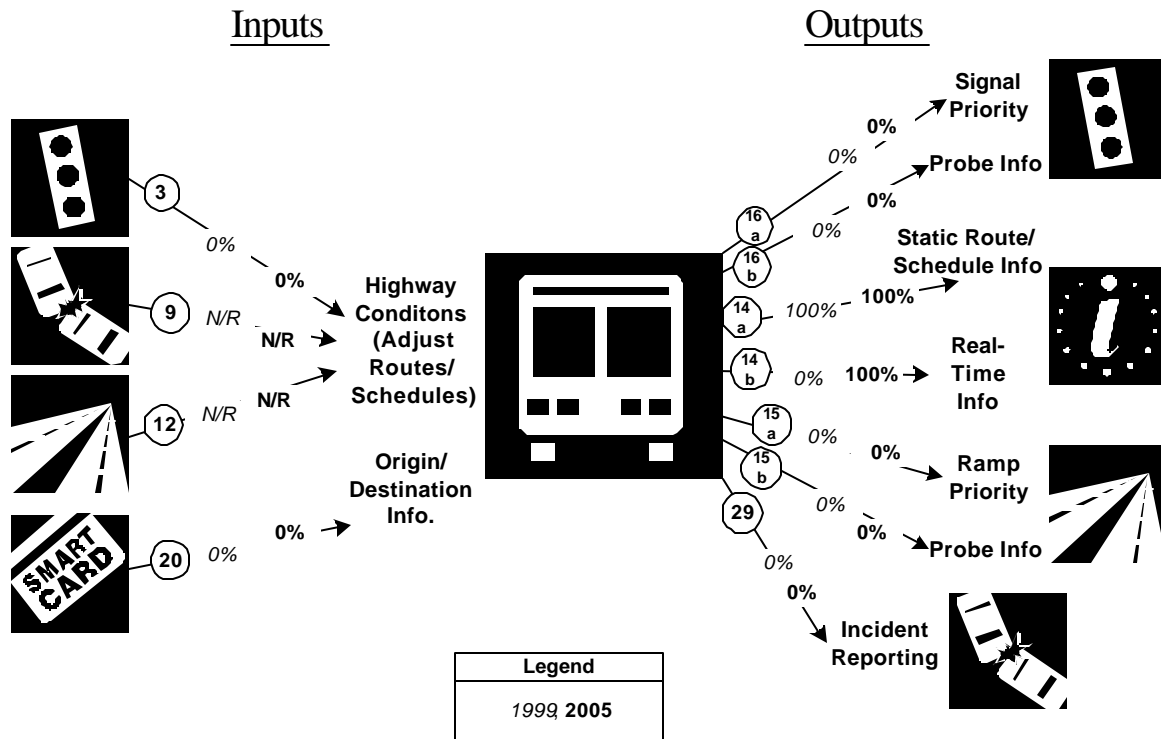 Inputs
Outputs
3
0%
0%
9
N/R
N/R
12
N/R
N/R
Highway
Conditons
(Adjust
Routes/
Schedules)
SMART
CARD
20
0%
0%
Origin/
Destination
Info.
16
a
0%
0%
Signal
Priority
16
b
0%
0%
Probe Info
14
a
100%
100%
Static Route/
Schedule Info
14
b
0%
100%
Real-
Time
Info
15
a
0%
0%
Ramp
Priority
15
b
0%
0%
Probe Info
29
0%
0%
Incident
Reporting
Legend
1999, 2005